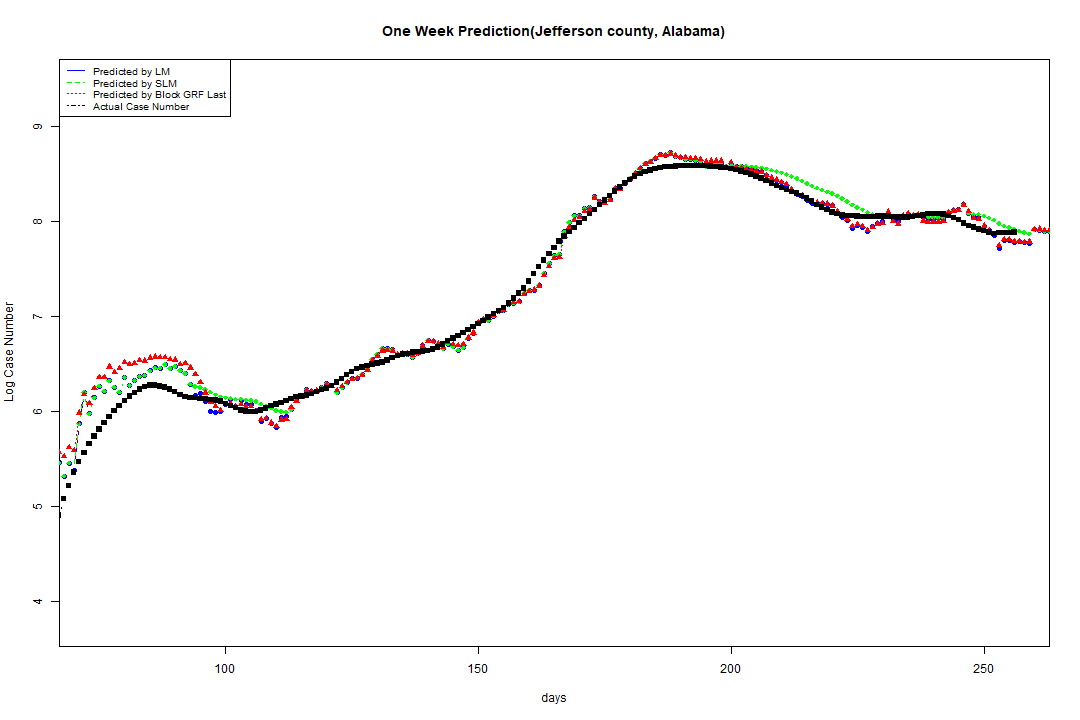 One Week Prediction(Jefferson county, Alabama)
Predicted by LM
Predicted by SLM
Predicted by Block GRF Last
Actual Case Number
9
8
7
6
5
4
Log Case Number
100 150 200 250
days